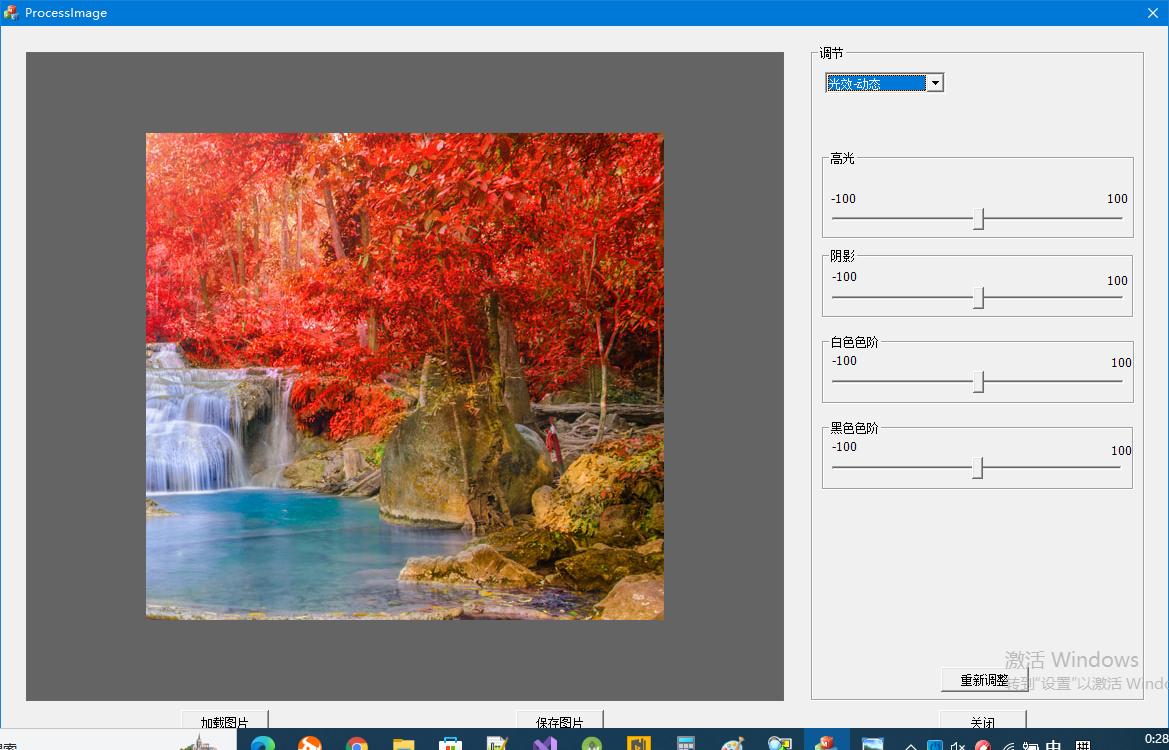 ProcessImage
调节
光效-动态
高光
-100
100
阴影
-100
100
白色色阶
-100
100
黑色色阶
-100
100
激活 Windows
转到"设置"以激活 Windo
重新调整
加载图片
保存图片
关闭
中
0:28